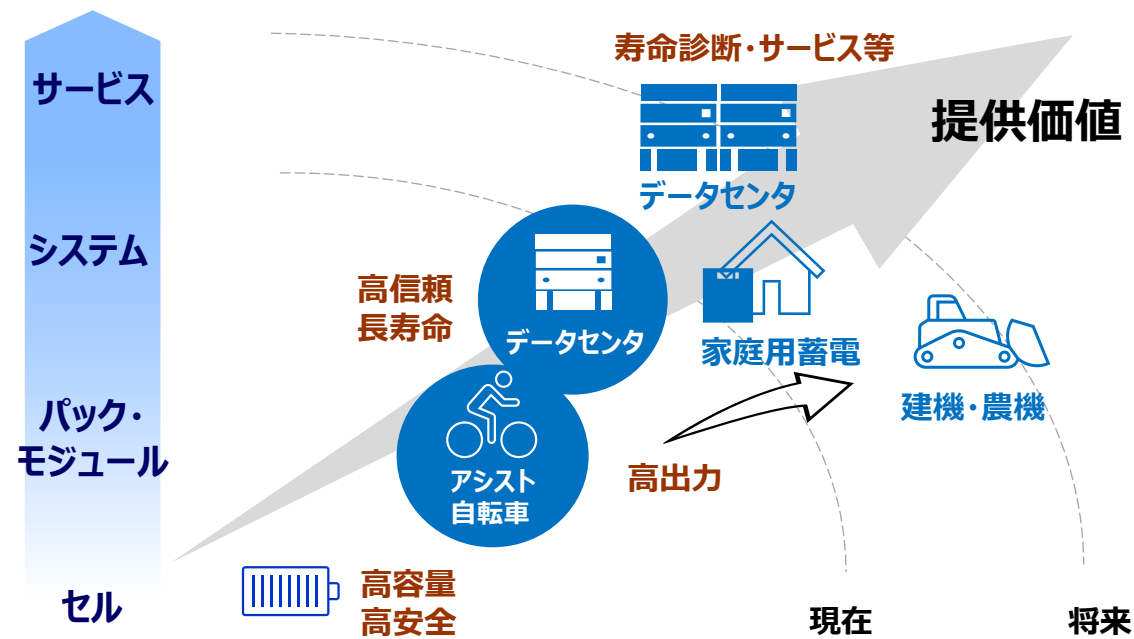 寿命診断・サービス等
サービス
提供価値
データセンタ
システム
高信頼
長寿命
データセンタ
家庭用蓄電
建機・農機
パック・
モジュール
高出力
アシスト
自転車
セル
高容量
高安全
現在
将来